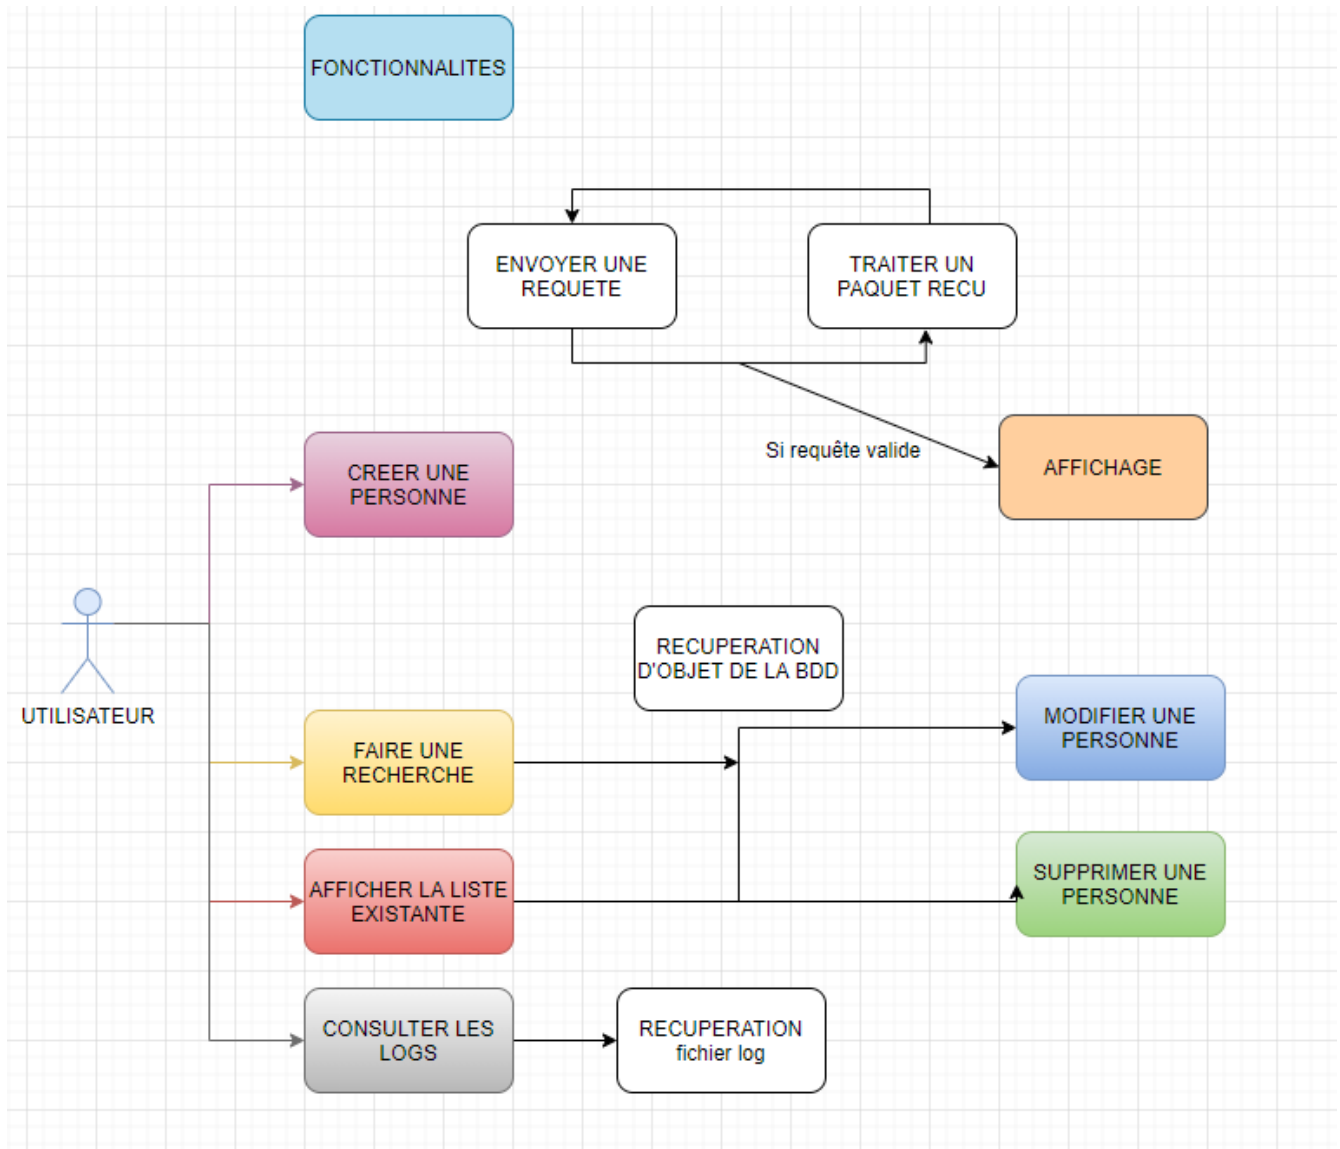 FONCTIONNALITES
ENVOYER UNE
REQUETE
TRAITER UN
PAQUET RECU
Si requête valide
AFFICHAGE
CREER UNE
PERSONNE
UTILISATEUR
RECUPERATION
D'OBJET DE LA BDD
MODIFIER UNE
PERSONNE
FAIRE UNE
RECHERCHE
SUPPRIMER UNE
PERSONNE
AFFICHER LA LISTE
EXISTANTE
CONSULTER LES
LOGS
RECUPERATION
fichier log